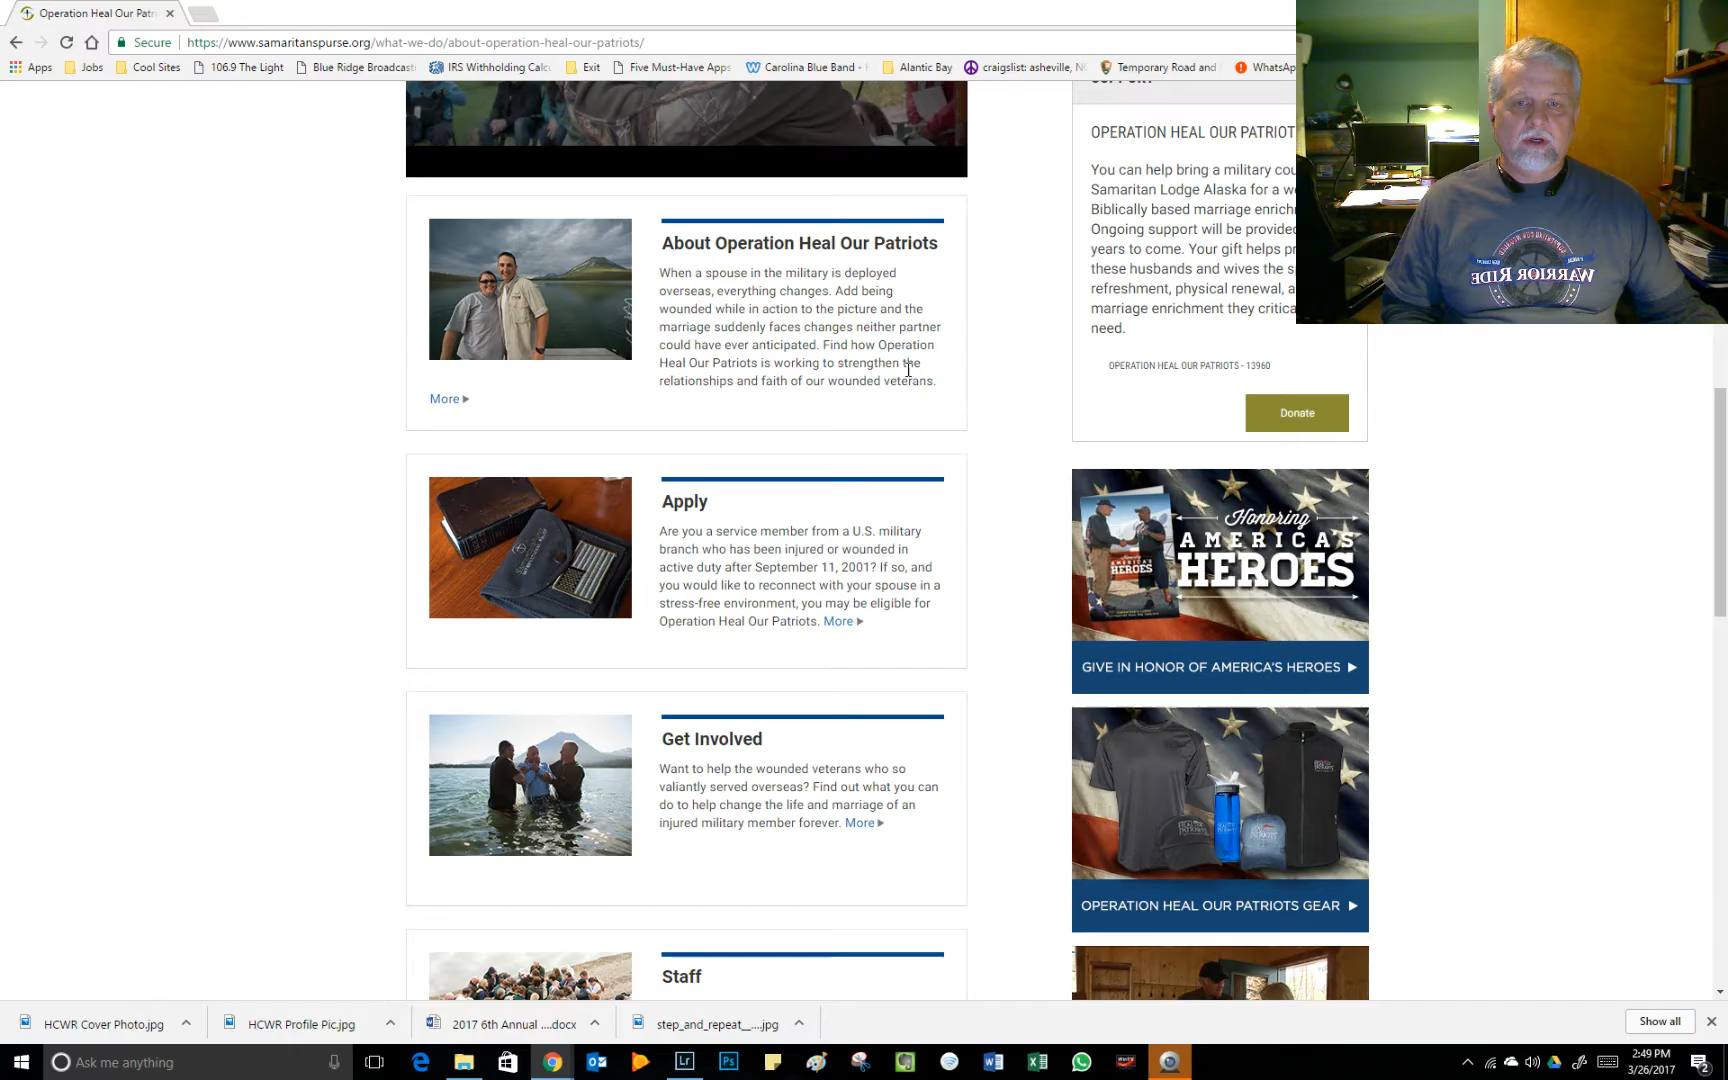 Operation Heal Our Patr
Secure
https://www.samaritanspurse.org/what-we-do/about-operation-heal-our-patriots/
Apps
Jobs
Cool Sites
106.9 The Light
Blue Ridge Broadcast
IRS Withholding Calc
Exit
Five Must-Have Apps
Carolina Blue Band -
Alantic Bay
craigslist: asheville, NC
Temporary Road and
WhatsAp
About Operation Heal Our Patriots
When a spouse in the military is deployed
overseas, everything changes. Add being
wounded while in action to the picture and the
marriage suddenly faces changes neither partner
could have ever anticipated. Find how Operation
Heal Our Patriots is working to strengthen the
relationships and faith of our wounded veterans.
More
Apply
Are you a service member from a U.S. military
branch who has been injured or wounded in
active duty after September 11, 2001? If so, and
you would like to reconnect with your spouse in a
stress-free environment, you may be eligible for
Operation Heal Our Patriots. More
Get Involved
Want to help the wounded veterans who so
valiantly served overseas? Find out what you can
do to help change the life and marriage of an
injured military member forever. More
Staff
OPERATION HEAL OUR PATRIOT
You can help bring a military cou
Samaritan Lodge Alaska for a we
Biblically based marriage enrichm
Ongoing support will be provided
years to come. Your gift helps pr
these husbands and wives the s
refreshment, physical renewal, a
marriage enrichment they critica
need.
OPERATION HEAL OUR PATRIOTS - 13960
Donate
Honoring
AMERICA'S
HEROES
GIVE IN HONOR OF AMERICA'S HEROES
OPERATION HEAL OUR PATRIOTS GEAR
WARRIOR RIDE
HCWR Cover Photo.jpg
HCWR Profile Pic.jpg
2017 6th Annual ....docx
step_and_repeat__...jpg
Show all
Ask me anything
2:49 PM
3/26/2017
2